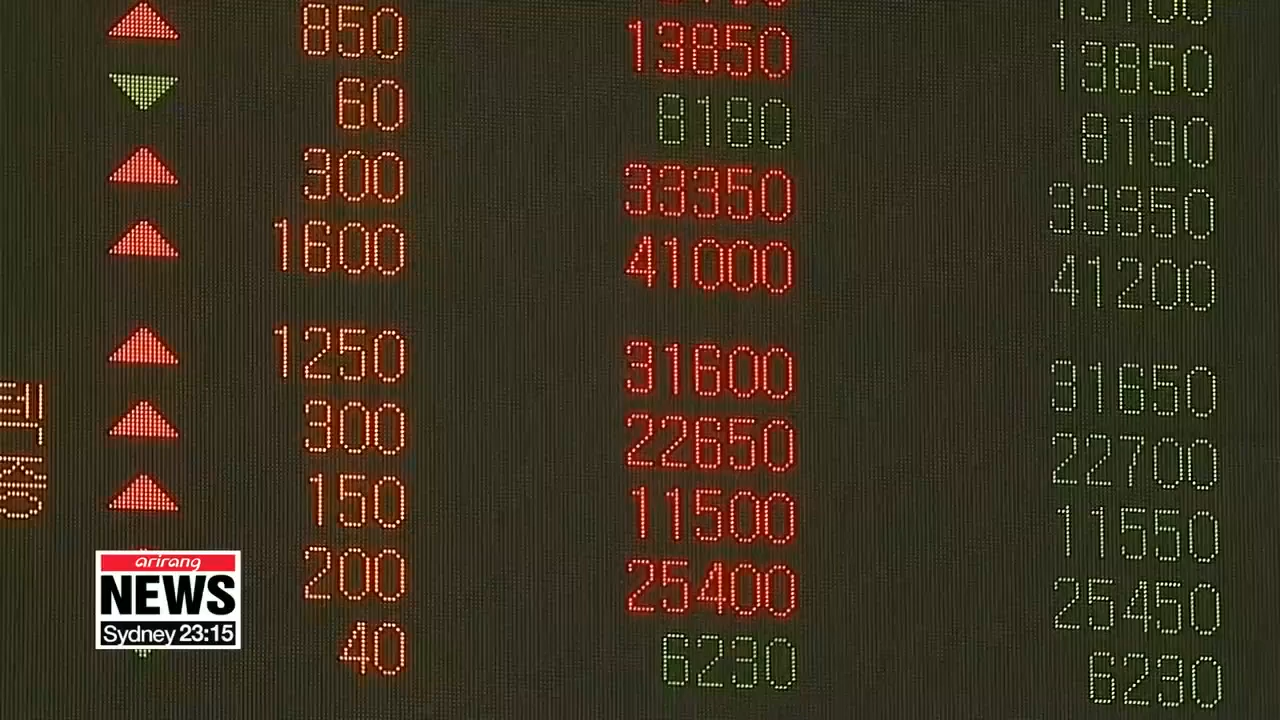 850 13850 13850
60 8180 8190
300 33350 33350
1600 41000 41200
1250 31600 31650
300 22650 22700
150 11500 11550
200 25400 25450
40 6230 6230
arirang
NEWS
Sydney 23:15